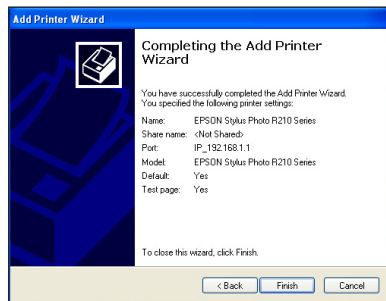 Add Printer Wizard
Completing the Add Printer
Wizard
You have successfully completed the Add Printer Wizard.
You specified the following printer settings:
Name: EPSON Stylus Photo R210 Series
Share name: <Not Shared>
Port: IP_192.168.1.1
Model: EPSON Stylus Photo R210 Series
Default: Yes
Test page: Yes
To close this wizard, click Finish.
< Back Finish Cancel